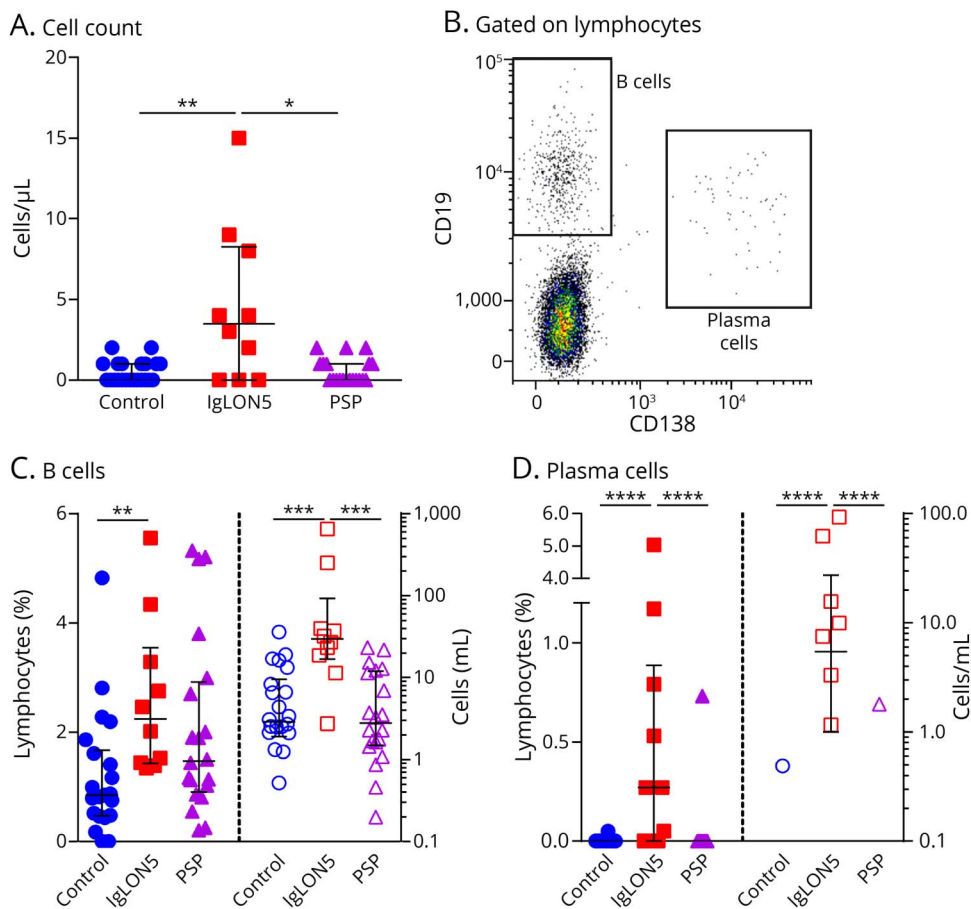 A. Cell count
20
15
10
5
0
Cells/μL
**
*
Control
IgLON5
PSP
B. Gated on lymphocytes
10⁵
10⁴
1,000
0
CD19
B cells
Plasma
cells
0
10³
10⁴
CD138
C. B cells
6
4
2
0
Lymphocytes (%)
**
***
***
1,000
100
10
1
0.1
Cells (mL)
Control
IgLON5
PSP
Control
IgLON5
PSP
D. Plasma cells
6.0
5.0
4.0
1.0
0.5
0.0
Lymphocytes (%)
****
****
****
****
100.0
10.0
1.0
0.1
Cells/mL
Control
IgLON5
PSP
Control
IgLON5
PSP